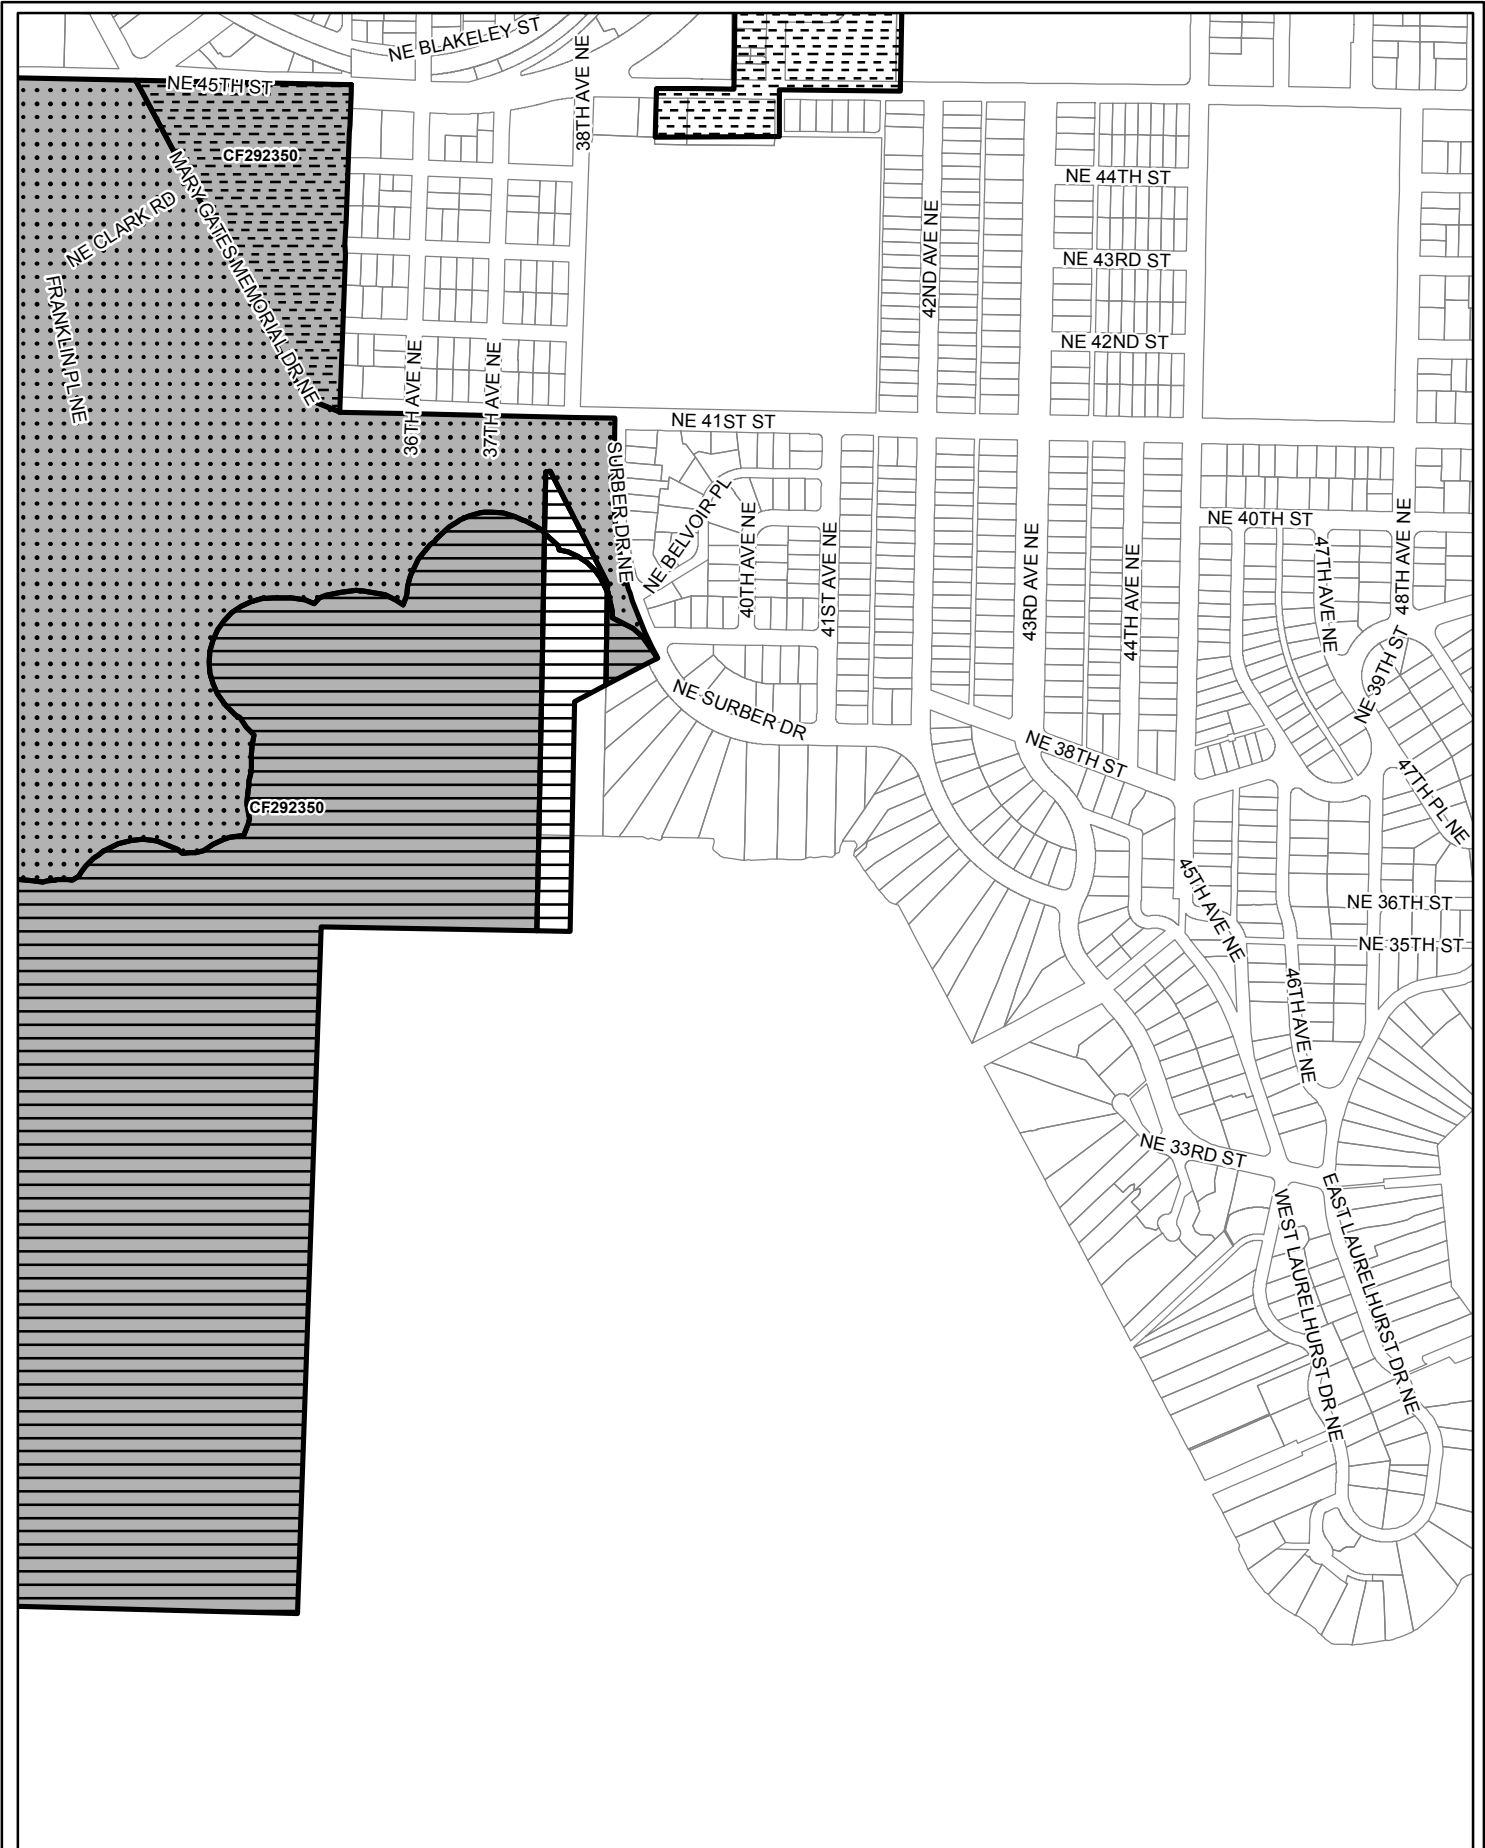 NE BLAKELEY ST
38TH AVE NE
NE 45TH ST
CF292350
MARY GATES MEMORIAL DR NE
NE CLARK RD
FRANKLIN PL NE
NE 44TH ST
42ND AVE NE
NE 43RD ST
NE 42ND ST
36TH AVE NE
37TH AVE NE
NE 41ST ST
SURBER DR NE
NE BELVOIR PL
40TH AVE NE
41ST AVE NE
43RD AVE NE
44TH AVE NE
NE 40TH ST
47TH AVE NE
48TH AVE NE
NE 39TH ST
NE SURBER DR
NE 38TH ST
47TH PL NE
CF292350
45TH AVE NE
NE 36TH ST
NE 35TH ST
46TH AVE NE
NE 33RD ST
WEST LAURELHURST DR NE
EAST LAURELHURST DR NE